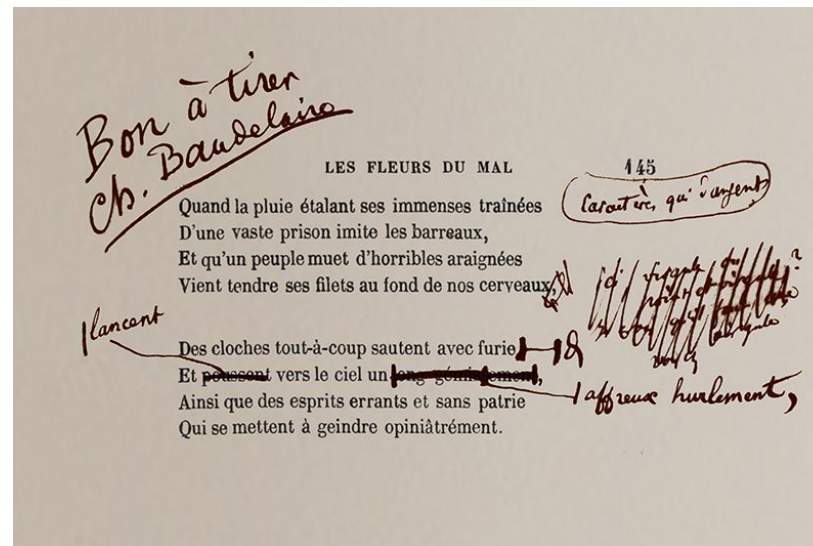 Bon à tirer
Ch. Baudelaire
LES FLEURS DU MAL 145
Caractères qui
Quand la pluie étalant ses immenses traînées
D'une vaste prison imite les barreaux,
Et qu'un peuple muet d'horribles araignées
Vient tendre ses filets au fond de nos cerveaux,
lancent
Des cloches tout-à-coup sautent avec furie
Et poussent vers le ciel un long gémissement,
affreux hurlement,
Ainsi que des esprits errants et sans patrie
Qui se mettent à geindre opiniâtrément.